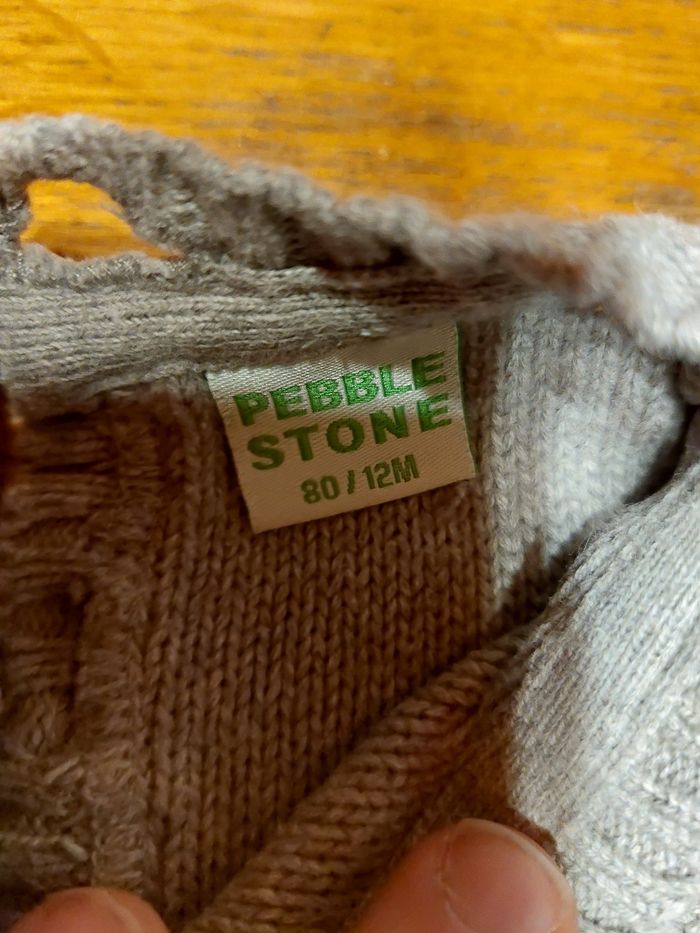 PEBBLE
STONE
80 / 12M